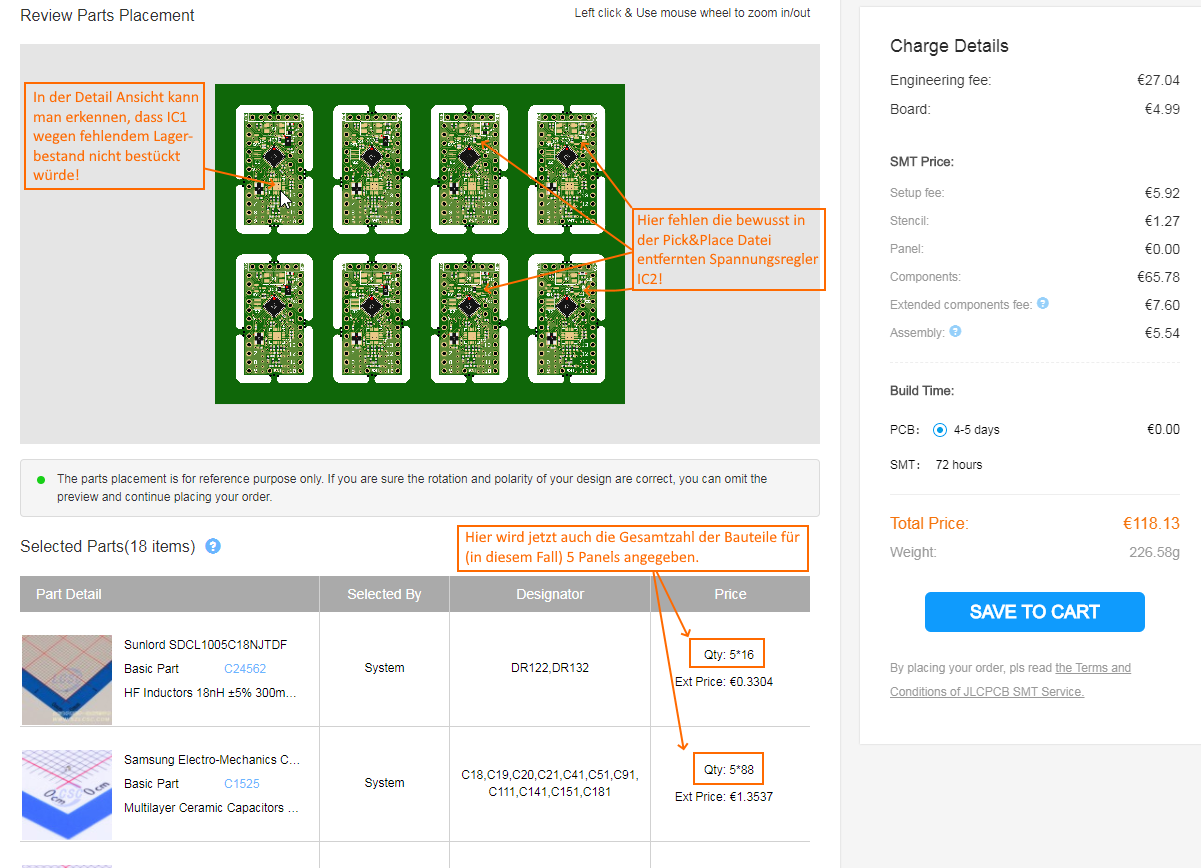 Review Parts Placement
Left click & Use mouse wheel to zoom in/out
In der Detail Ansicht kann
man erkennen, dass IC1
wegen fehlendem Lager-
bestand nicht bestückt
würde!
Hier fehlen die bewusst in
der Pick&Place Datei
entfernten Spannungsregler
IC2!
The parts placement is for reference purpose only. If you are sure the rotation and polarity of your design are correct, you can omit the
preview and continue placing your order.
Selected Parts(18 items) ?
Hier wird jetzt auch die Gesamtzahl der Bauteile für
(in diesem Fall) 5 Panels angegeben.
Part Detail Selected By Designator Price
Sunlord SDCL1005C18NJTDF
Basic Part C24562
HF Inductors 18nH ±5% 300m...
System
DR122,DR132
Qty: 5*16
Ext Price: €0.3304
Samsung Electro-Mechanics C...
Basic Part C1525
Multilayer Ceramic Capacitors ...
System
C18,C19,C20,C21,C41,C51,C91,
C111,C141,C151,C181
Qty: 5*88
Ext Price: €1.3537
Charge Details
Engineering fee: €27.04
Board: €4.99
SMT Price:
Setup fee: €5.92
Stencil: €1.27
Panel: €0.00
Components: €65.78
Extended components fee: ? €7.60
Assembly: ? €5.54
Build Time:
PCB: 4-5 days €0.00
SMT: 72 hours
Total Price: €118.13
Weight: 226.58g
SAVE TO CART
By placing your order, pls read the Terms and
Conditions of JLCPCB SMT Service.